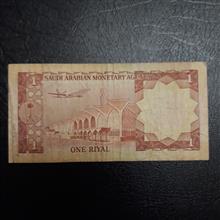 SAUDI ARABIAN MONETARY AGENCY
1 1
ONE RIYAL